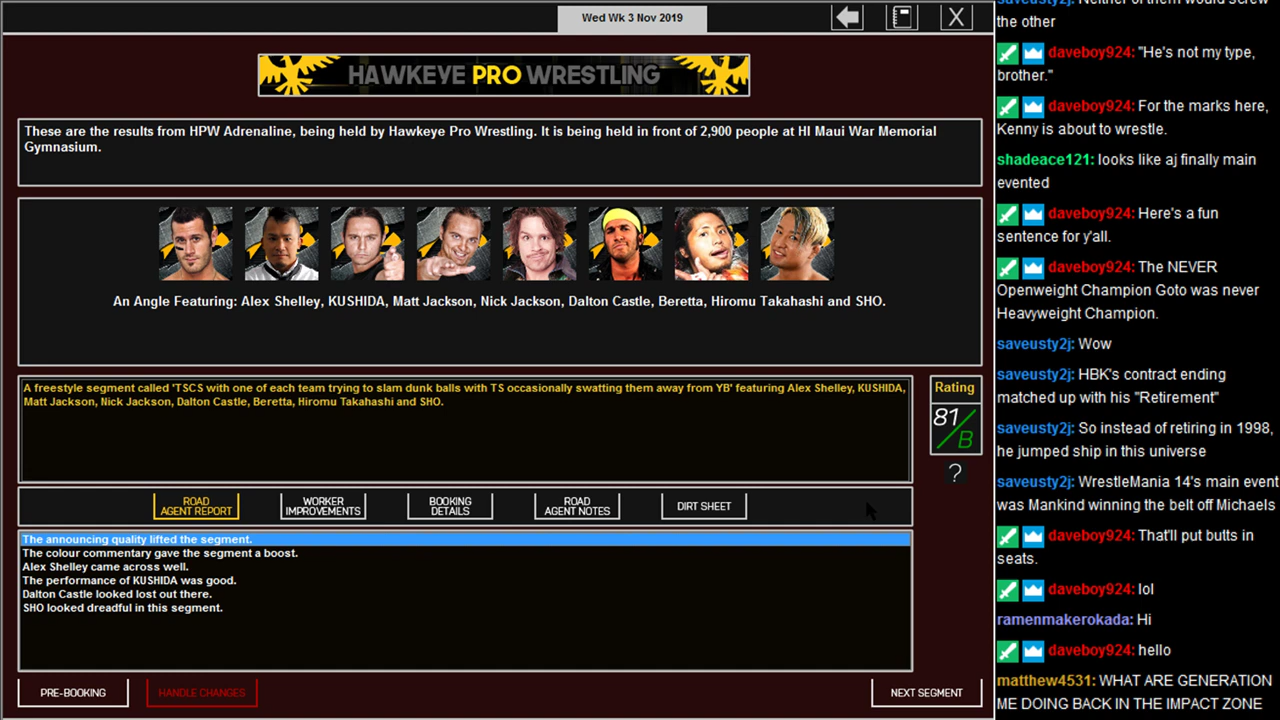 Wed Wk 3 Nov 2019
HAWKEYE PRO WRESTLING
These are the results from HPW Adrenaline, being held by Hawkeye Pro Wrestling. It is being held in front of 2,900 people at HI Maui War Memorial
Gymnasium.
An Angle Featuring: Alex Shelley, KUSHIDA, Matt Jackson, Nick Jackson, Dalton Castle, Beretta, Hiromu Takahashi and SHO.
A freestyle segment called 'TSCS with one of each team trying to slam dunk balls with TS occasionally swatting them away from YB' featuring Alex Shelley, KUSHIDA,
Matt Jackson, Nick Jackson, Dalton Castle, Beretta, Hiromu Takahashi and SHO.
Rating
81/B
?
ROAD
AGENT REPORT
WORKER
IMPROVEMENTS
BOOKING
DETAILS
ROAD
AGENT NOTES
DIRT SHEET
The announcing quality lifted the segment.
The colour commentary gave the segment a boost.
Alex Shelley came across well.
The performance of KUSHIDA was good.
Dalton Castle looked lost out there.
SHO looked dreadful in this segment.
PRE-BOOKING
HANDLE CHANGES
NEXT SEGMENT
saveusty2j: Neither of them would screw
the other
daveboy924: "He's not my type,
brother."
daveboy924: For the marks here,
Kenny is about to wrestle.
shadeace121: looks like aj finally main
evented
daveboy924: Here's a fun
sentence for y'all.
daveboy924: The NEVER
Openweight Champion Goto was never
Heavyweight Champion.
saveusty2j: Wow
saveusty2j: HBK's contract ending
matched up with his "Retirement"
saveusty2j: So instead of retiring in 1998,
he jumped ship in this universe
saveusty2j: WrestleMania 14's main event
was Mankind winning the belt off Michaels
daveboy924: That'll put butts in
seats.
daveboy924: lol
ramenmakerokada: Hi
daveboy924: hello
matthew4531: WHAT ARE GENERATION
ME DOING BACK IN THE IMPACT ZONE